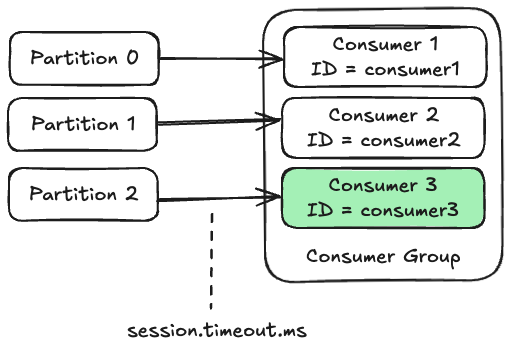 Partition 0
Consumer 1
ID = consumer1
Partition 1
Consumer 2
ID = consumer2
Partition 2
Consumer 3
ID = consumer3
Consumer Group
session.timeout.ms